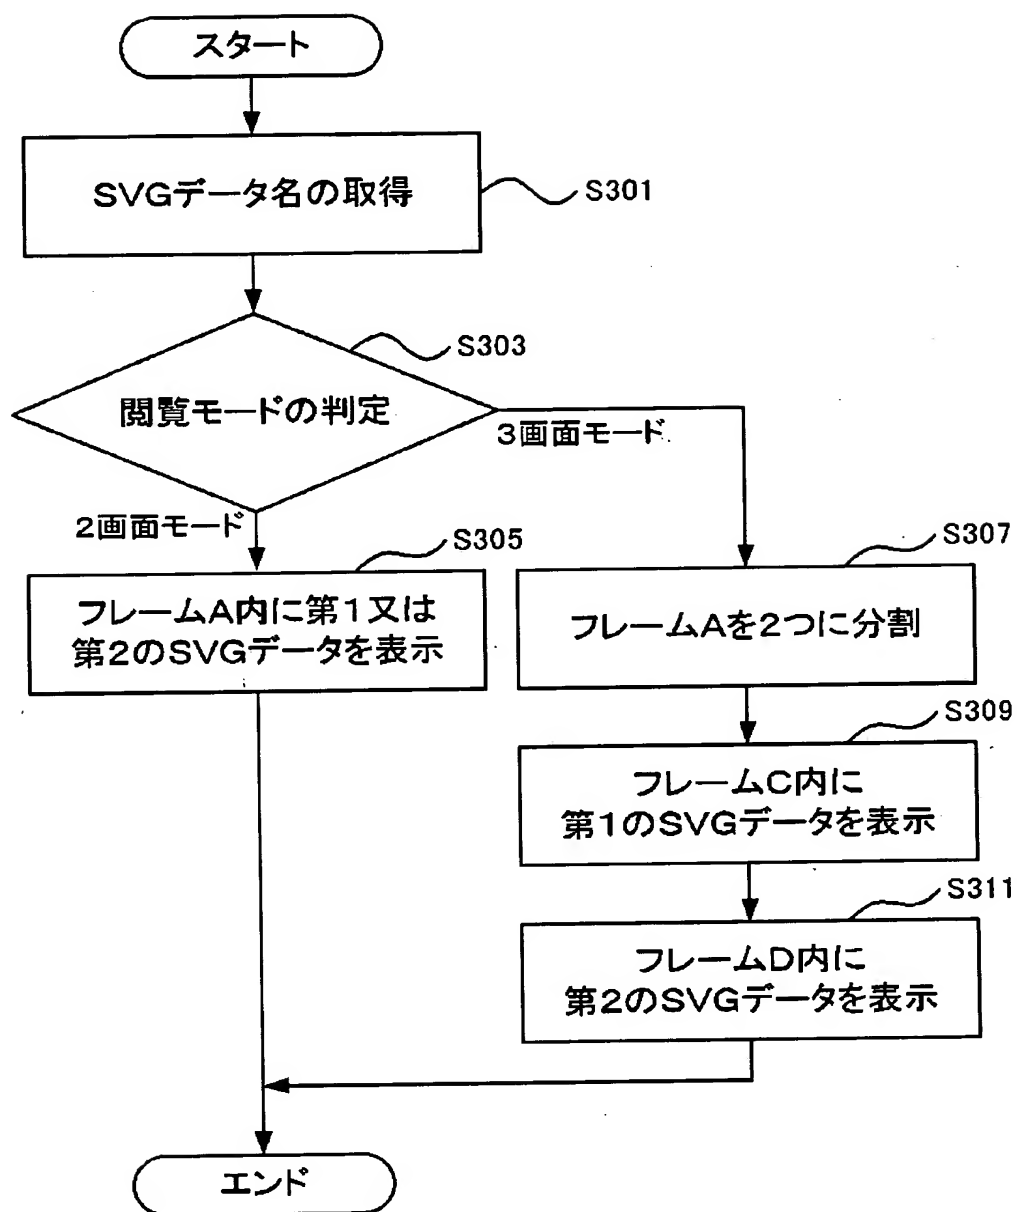 スタート
SVGデータ名の取得
S301
S303
閲覧モードの判定
3画面モード
2画面モード
S305
フレームA内に第1又は
第2のSVGデータを表示
S307
フレームAを2つに分割
S309
フレームC内に
第1のSVGデータを表示
S311
フレームD内に
第2のSVGデータを表示
エンド